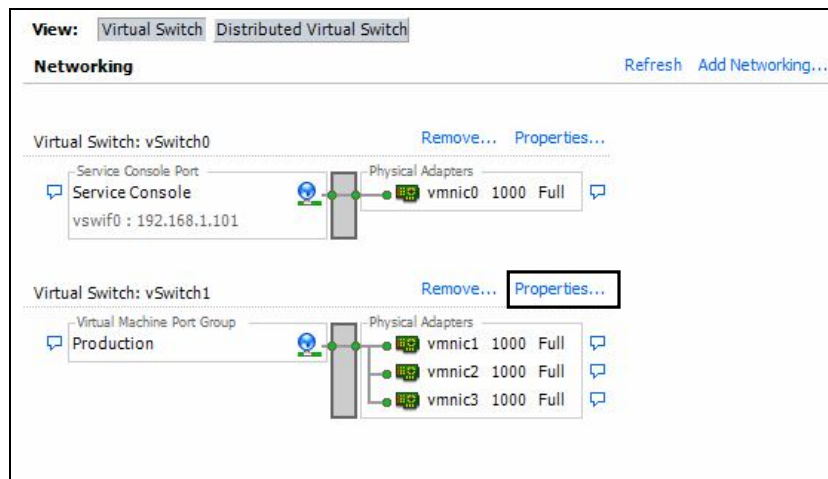 View: Virtual Switch Distributed Virtual Switch
Networking Refresh Add Networking...
Virtual Switch: vSwitch0 Remove... Properties...
Service Console Port Physical Adapters
Service Console vmnic0 1000 Full
vswif0 : 192.168.1.101
Virtual Switch: vSwitch1 Remove... Properties...
Virtual Machine Port Group Physical Adapters
Production vmnic1 1000 Full
vmnic2 1000 Full
vmnic3 1000 Full